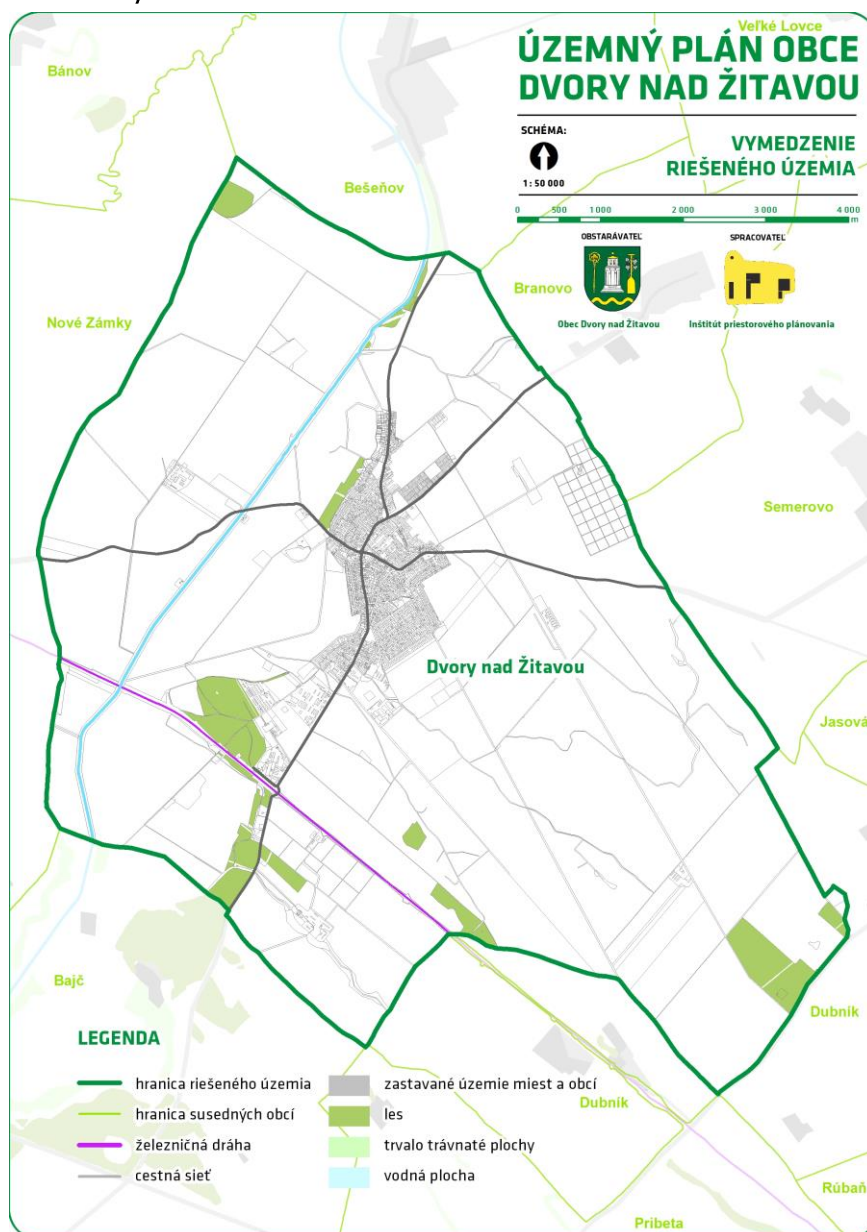 Veľké Lovce
ÚZEMNÝ PLÁN OBCE
DVORY NAD ŽITAVOU
SCHÉMA:
1 : 50 000
VYMEDZENIE
RIEŠENÉHO ÚZEMIA
0 500 1 000 2 000 3 000 4 000
m
OBSTARÁVATEĽ
SPRACOVATEĽ
Obec Dvory nad Žitavou
Inštitút priestorového plánovania
Bánov
Bešeňov
Branovo
Nové Zámky
Semerovo
Dvory nad Žitavou
Jasová
Bajč
Dubník
Dubník
Rúbaň
Pribeta
LEGENDA
hranica riešeného územia
hranica susedných obcí
železničná dráha
cestná sieť
zastavané územie miest a obcí
les
trvalo trávnaté plochy
vodná plocha